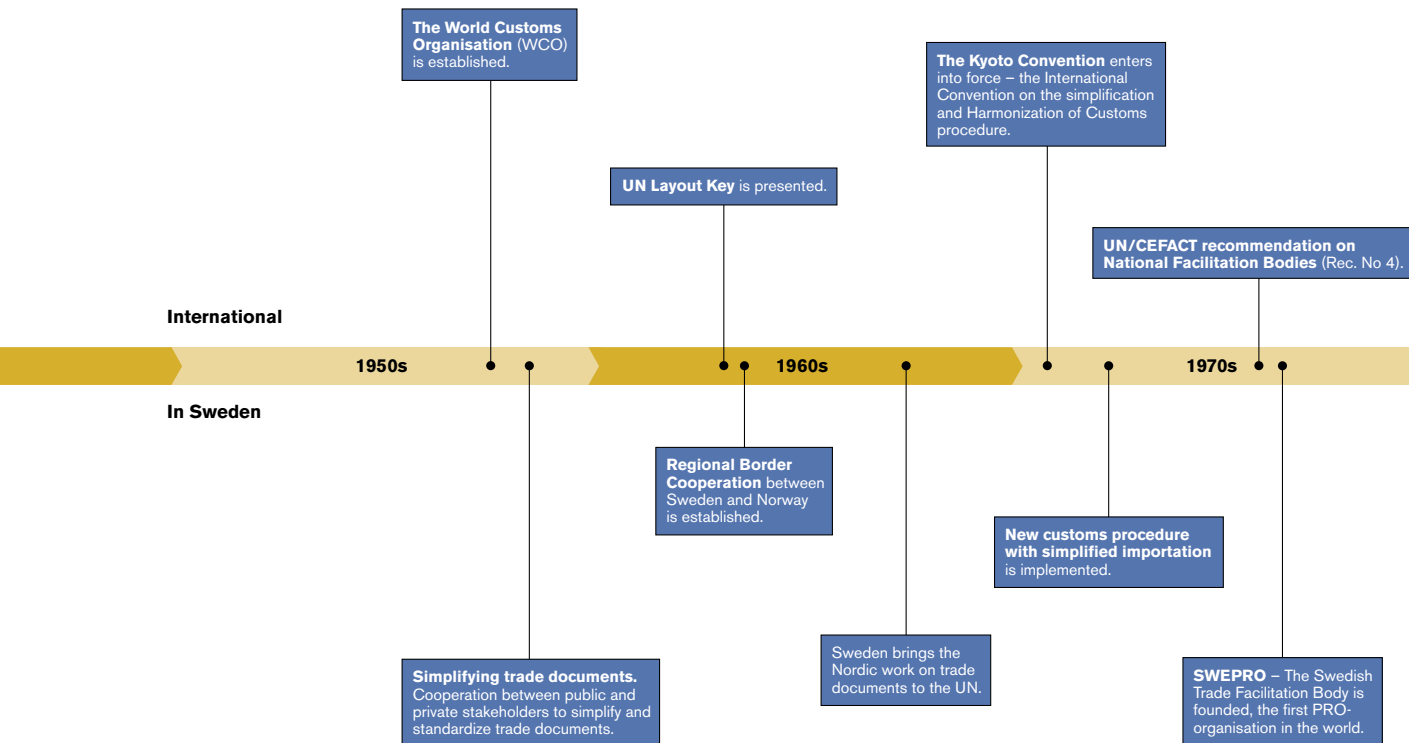 The World Customs
Organisation (WCO)
is established.
The Kyoto Convention enters
into force – the International
Convention on the simplification
and Harmonization of Customs
procedure.
UN Layout Key is presented.
UN/CEFACT recommendation on
National Facilitation Bodies (Rec. No 4).
International
1950s
1960s
1970s
In Sweden
Regional Border
Cooperation between
Sweden and Norway
is established.
New customs procedure
with simplified importation
is implemented.
Simplifying trade documents.
Cooperation between public and
private stakeholders to simplify and
standardize trade documents.
Sweden brings the
Nordic work on trade
documents to the UN.
SWEPRO – The Swedish
Trade Facilitation Body is
founded, the first PRO-
organisation in the world.